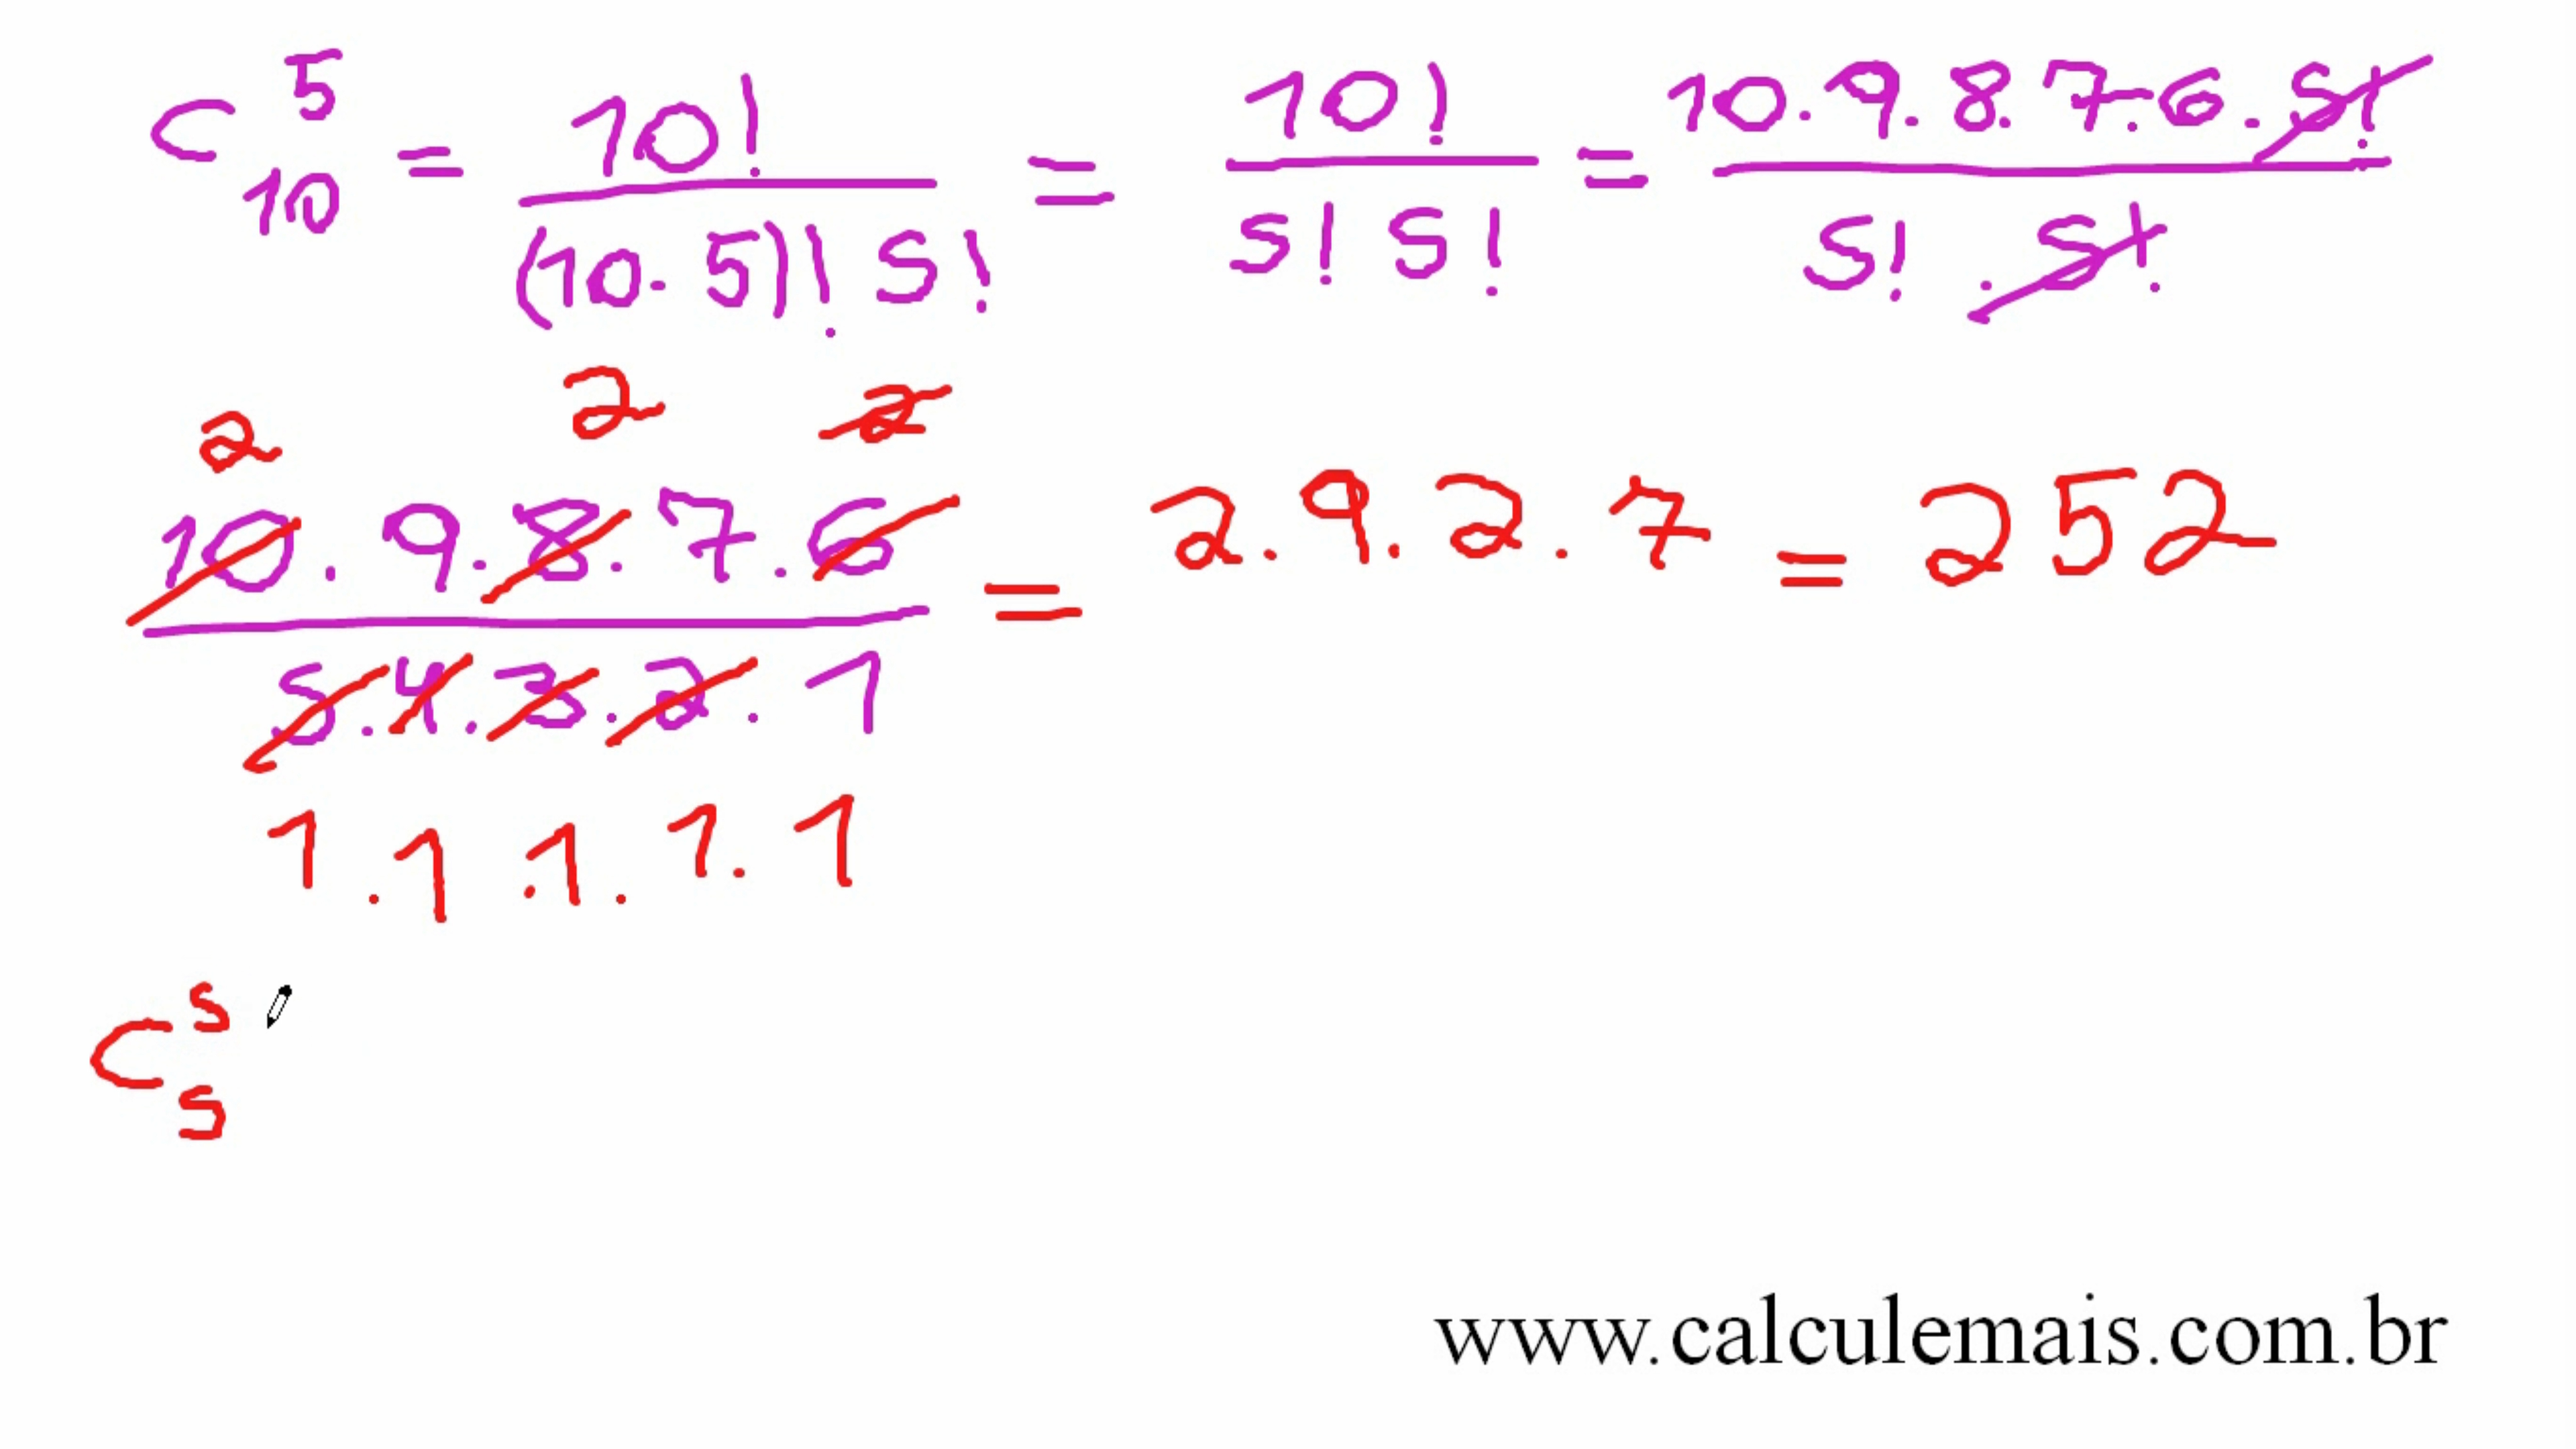 C 5 10 = 10! / (10. 5)! 5! = 10! / 5! 5! = 10.9.8.7.6.5! / 5! . 5!
2 2 2
10.9.8.7.6 / 5.4.3.2.1 = 2.9.2.7 = 252
1.1.1.1.1
C 5 5
www.calculemais.com.br